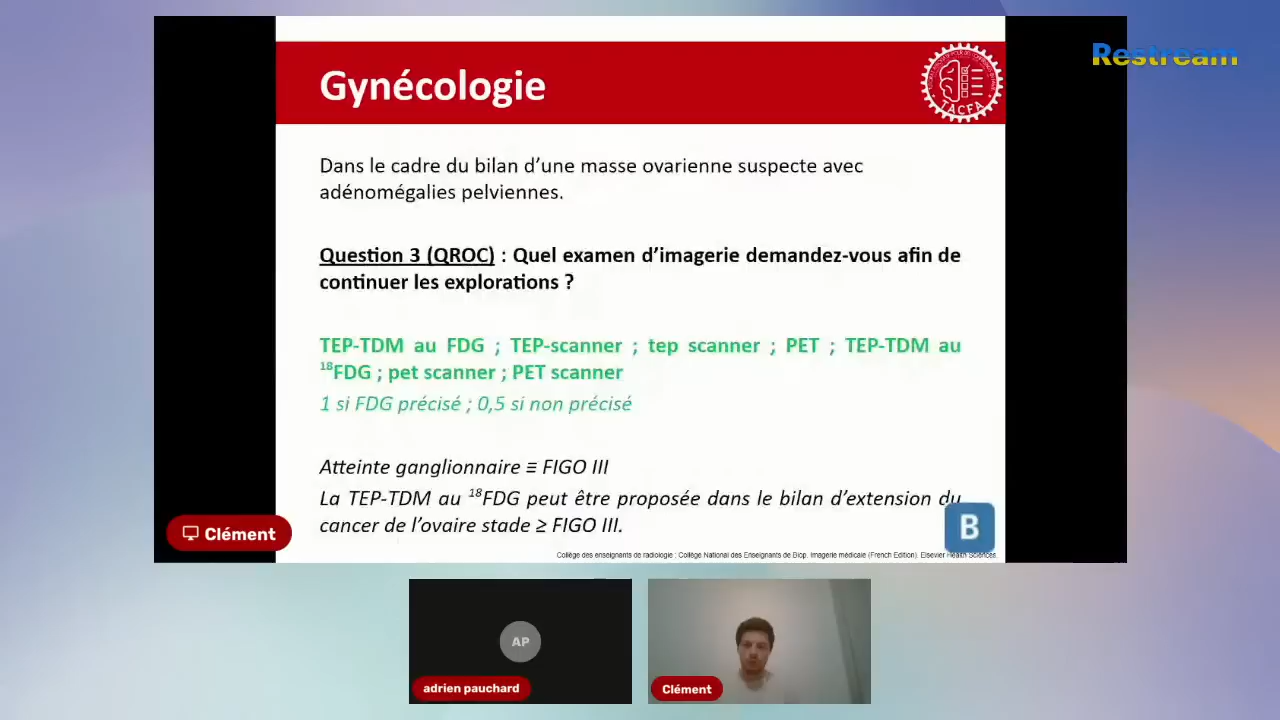 Restream
Gynécologie
TACFA
Dans le cadre du bilan d’une masse ovarienne suspecte avec
adénomégalies pelviennes.
Question 3 (QROC) : Quel examen d’imagerie demandez-vous afin de
continuer les explorations ?
TEP-TDM au FDG ; TEP-scanner ; tep scanner ; PET ; TEP-TDM au
¹⁸FDG ; pet scanner ; PET scanner
1 si FDG précisé ; 0,5 si non précisé
Atteinte ganglionnaire ≡ FIGO III
La TEP-TDM au ¹⁸FDG peut être proposée dans le bilan d’extension du
cancer de l’ovaire stade ≥ FIGO III.
B
Collège des enseignants de radiologie : Collège National des Enseignants de Biop. Imagerie médicale (French Edition). Elsevier Health Sciences.
Clément
AP
adrien pauchard
Clément